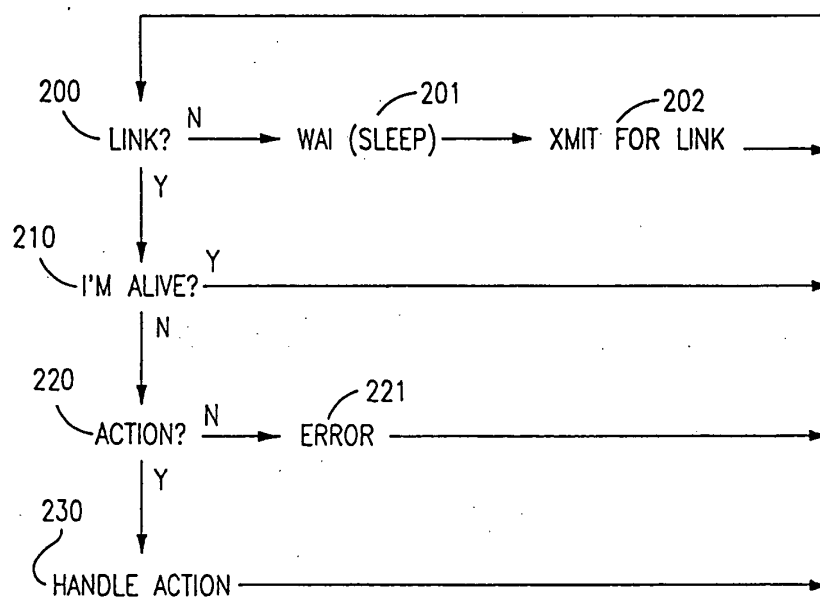 200
LINK?
N
201
WAI (SLEEP)
202
XMIT FOR LINK
Y
210
I'M ALIVE?
Y
N
220
ACTION?
N
221
ERROR
Y
230
HANDLE ACTION